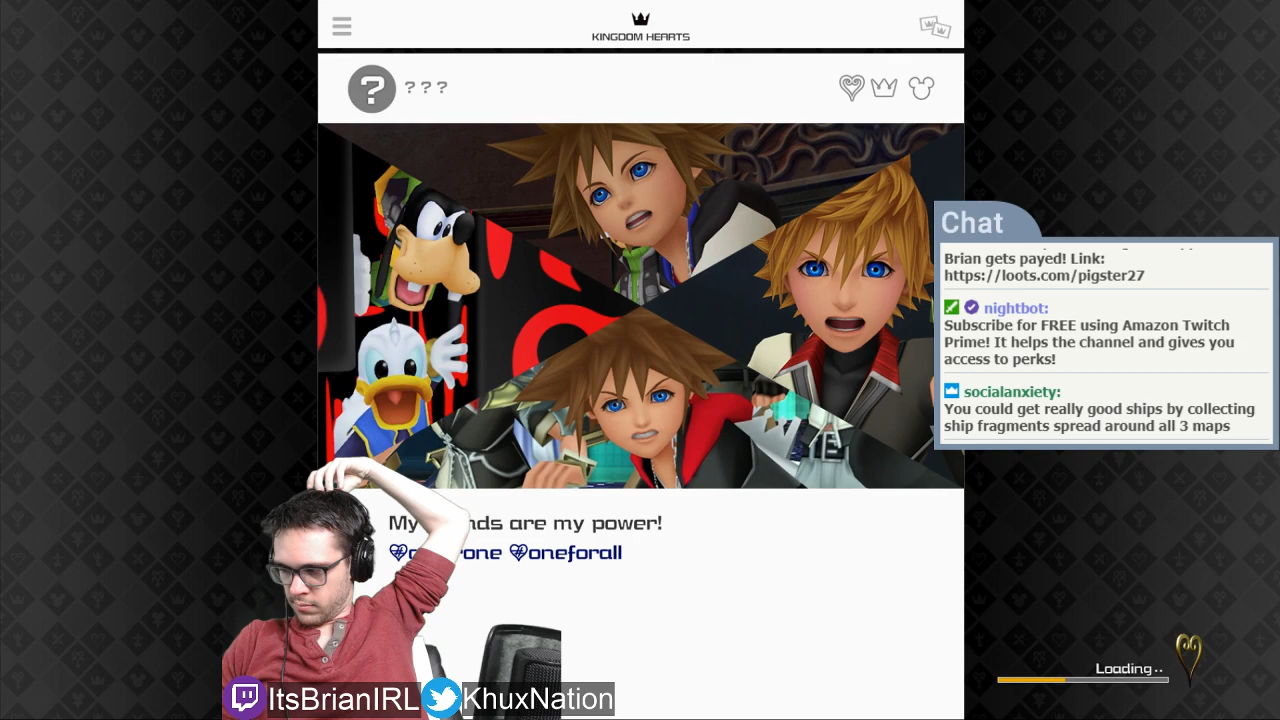 KINGDOM HEARTS
? ? ? ?
My nds are my power!
one oneforall
Chat
Brian gets payed! Link:
https://loots.com/pigster27
nightbot:
Subscribe for FREE using Amazon Twitch
Prime! It helps the channel and gives you
access to perks!
socialanxiety:
You could get really good ships by collecting
ship fragments spread around all 3 maps
Loading..
ItsBrianIRL KhuxNation